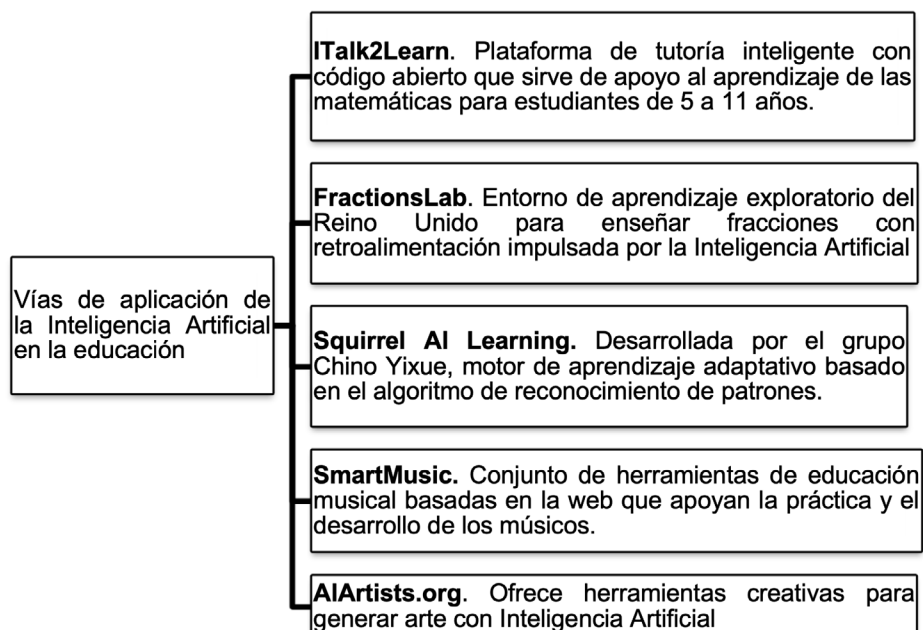 Vías de aplicación de
la Inteligencia Artificial
en la educación
ITalk2Learn. Plataforma de tutoría inteligente con
código abierto que sirve de apoyo al aprendizaje de las
matemáticas para estudiantes de 5 a 11 años.
FractionsLab. Entorno de aprendizaje exploratorio del
Reino Unido para enseñar fracciones con
retroalimentación impulsada por la Inteligencia Artificial
Squirrel AI Learning. Desarrollada por el grupo
Chino Yixue, motor de aprendizaje adaptativo basado
en el algoritmo de reconocimiento de patrones.
SmartMusic. Conjunto de herramientas de educación
musical basadas en la web que apoyan la práctica y el
desarrollo de los músicos.
AIArtists.org. Ofrece herramientas creativas para
generar arte con Inteligencia Artificial